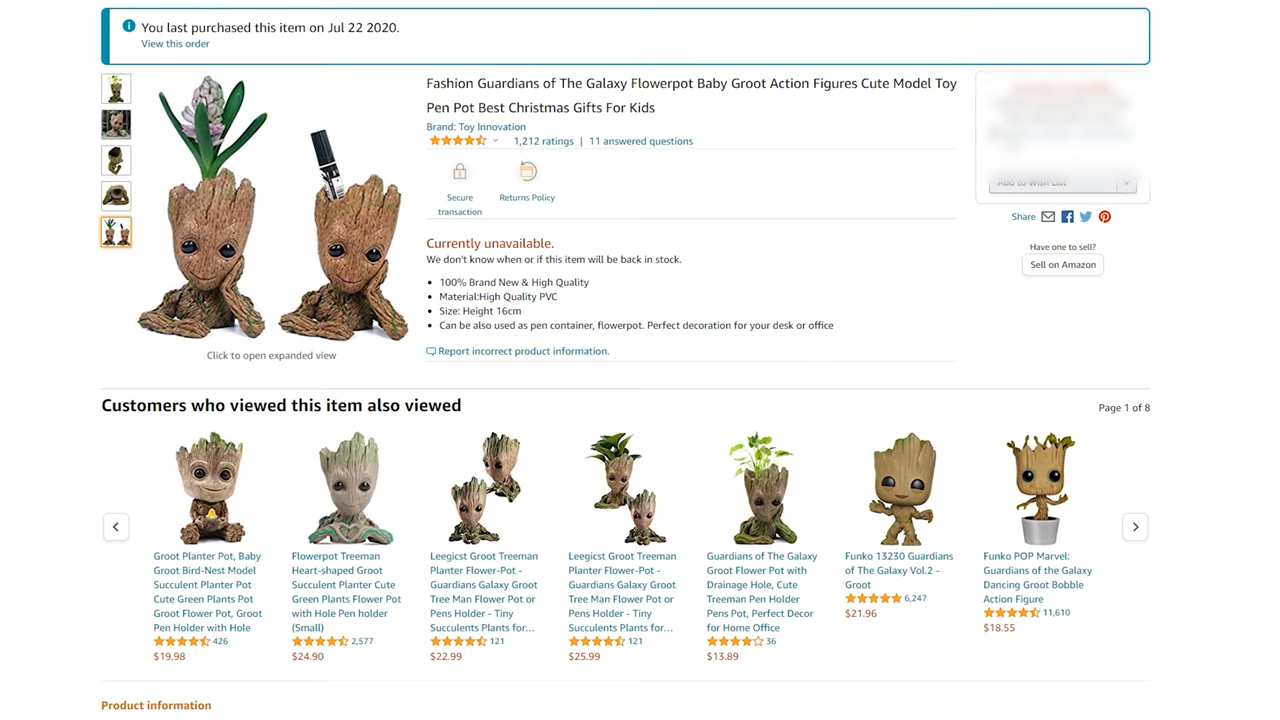 You last purchased this item on Jul 22 2020.
View this order
Fashion Guardians of The Galaxy Flowerpot Baby Groot Action Figures Cute Model Toy
Pen Pot Best Christmas Gifts For Kids
Brand: Toy Innovation
1,212 ratings | 11 answered questions
Secure
transaction
Returns Policy
Add to Wish List
Share
Have one to sell?
Sell on Amazon
Currently unavailable.
We don't know when or if this item will be back in stock.
100% Brand New & High Quality
Material:High Quality PVC
Size: Height 16cm
Can be also used as pen container, flowerpot. Perfect decoration for your desk or office
Report incorrect product information.
Click to open expanded view
Customers who viewed this item also viewed
Page 1 of 8
Groot Planter Pot, Baby
Groot Bird-Nest Model
Succulent Planter Pot
Cute Green Plants Pot
Groot Flower Pot, Groot
Pen Holder with Hole
426
$19.98
Flowerpot Treeman
Heart-shaped Groot
Succulent Planter Cute
Green Plants Flower Pot
with Hole Pen holder
(Small)
2,577
$24.90
Leegicst Groot Treeman
Planter Flower-Pot -
Guardians Galaxy Groot
Tree Man Flower Pot or
Pens Holder - Tiny
Succulents Plants for...
121
$22.99
Leegicst Groot Treeman
Planter Flower-Pot -
Guardians Galaxy Groot
Tree Man Flower Pot or
Pens Holder - Tiny
Succulents Plants for...
121
$25.99
Guardians of The Galaxy
Groot Flower Pot with
Drainage Hole, Cute
Treeman Pen Holder
Pens Pot, Perfect Decor
for Home Office
36
$13.89
Funko 13230 Guardians
of The Galaxy Vol.2 -
Groot
6,247
$21.96
Funko POP Marvel:
Guardians of the Galaxy
Dancing Groot Bobble
Action Figure
11,610
$18.55
Product information